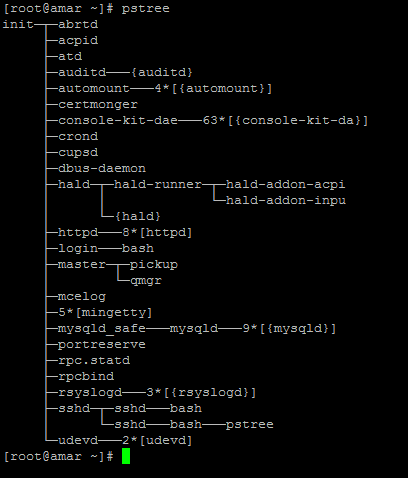 [root@amar ~]# pstree
init─┬─abrtd
     ├─acpid
     ├─atd
     ├─auditd───{auditd}
     ├─automount───4*[{automount}]
     ├─certmonger
     ├─console-kit-dae───63*[{console-kit-da}]
     ├─crond
     ├─cupsd
     ├─dbus-daemon
     ├─hald─┬─hald-runner─┬─hald-addon-acpi
     │      │             └─hald-addon-inpu
     │      └─{hald}
     ├─httpd───8*[httpd]
     ├─login───bash
     ├─master─┬─pickup
     │        └─qmgr
     ├─mcelog
     ├─5*[mingetty]
     ├─mysqld_safe───mysqld───9*[{mysqld}]
     ├─portreserve
     ├─rpc.statd
     ├─rpcbind
     ├─rsyslogd───3*[{rsyslogd}]
     ├─sshd─┬─sshd───bash
     │      └─sshd───bash───pstree
     └─udevd───2*[udevd]
[root@amar ~]#